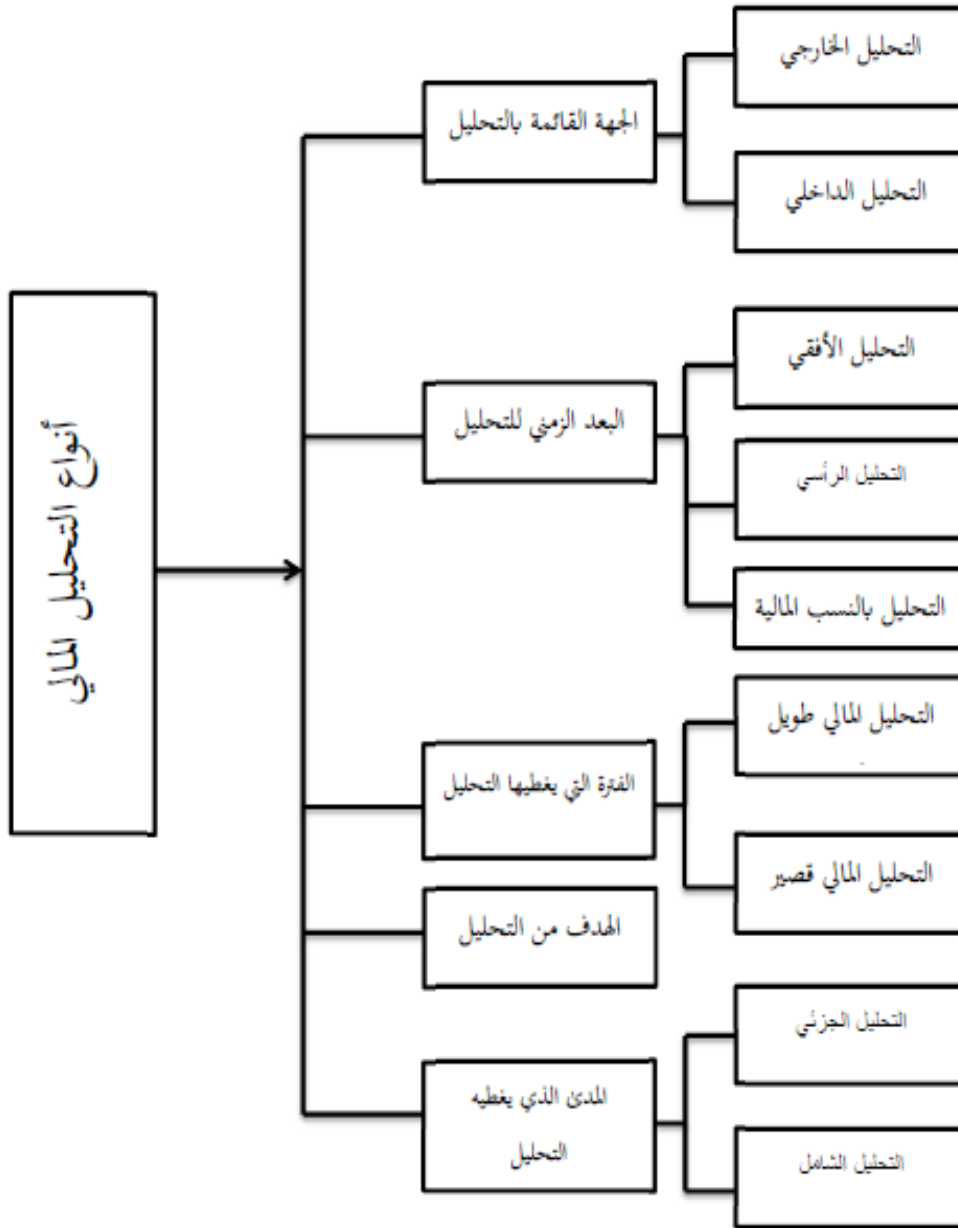 أنواع التحليل المالي
الجهة القائمة بالتحليل
التحليل الخارجي
التحليل الداخلي
البعد الزمني للتحليل
التحليل الأفقي
التحليل الرأسي
التحليل بالنسب المالية
الفترة التي يغطيها التحليل
التحليل المالي طويل
التحليل المالي قصير
الهدف من التحليل
المدئ الذي يغطيه
التحليل
التحليل الجزئي
التحليل الشامل